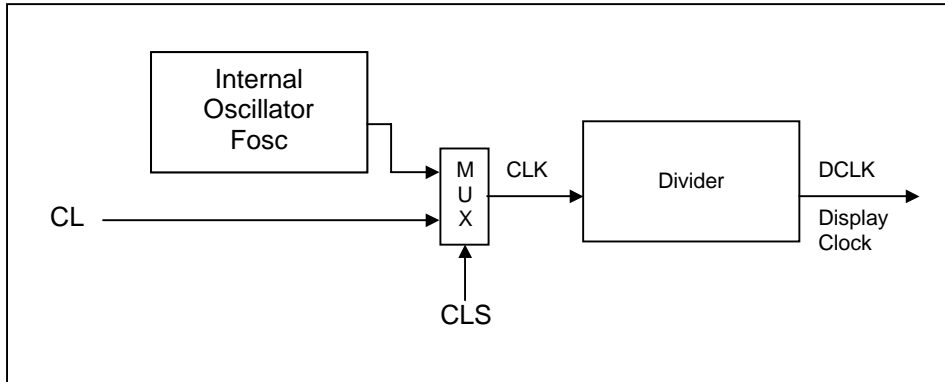 Internal
Oscillator
Fosc
M
U
X
CLK
Divider
DCLK
CL
Display
Clock
CLS